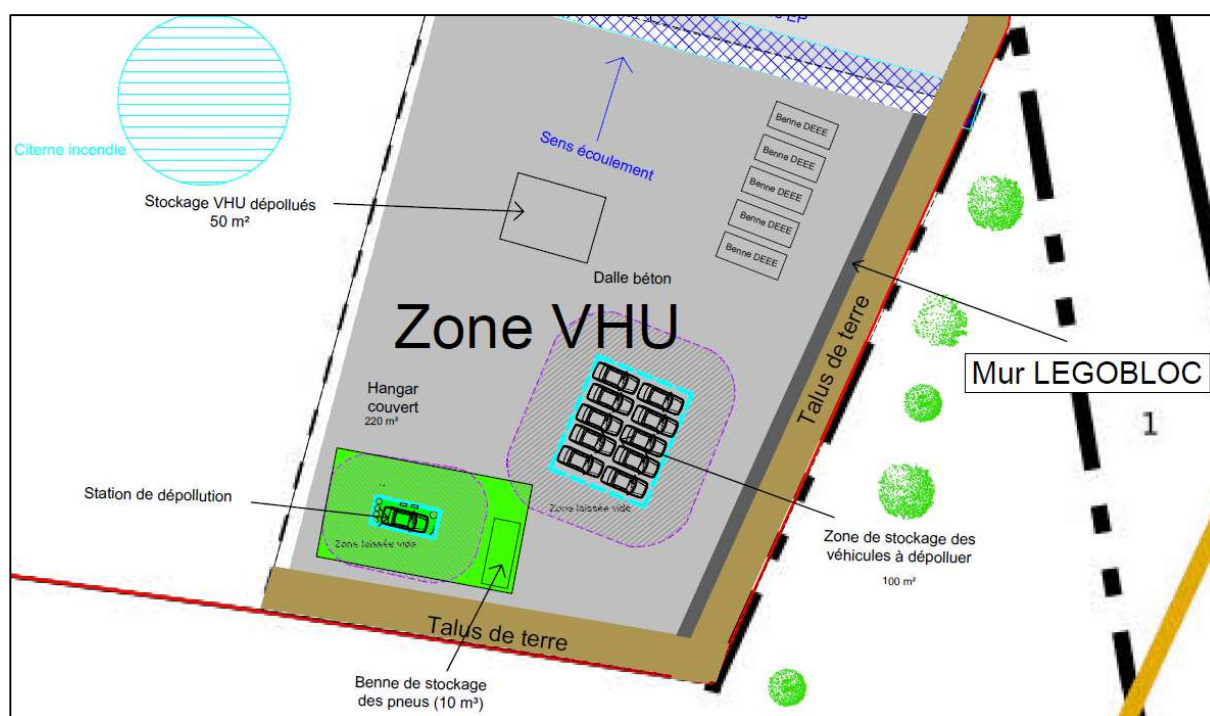 EP
Citerne incendie
Sens écoulement
Benne DEEE
Benne DEEE
Benne DEEE
Benne DEEE
Benne DEEE
Stockage VHU dépollués
50 m²
Dalle béton
Zone VHU
Talus de terre
Mur LEGOBLOC
1
Hangar
couvert
220 m²
Station de dépollution
Zone laissée vide
Zone laissée vide
Zone de stockage des
véhicules à dépolluer
100 m²
Talus de terre
Benne de stockage
des pneus (10 m³)